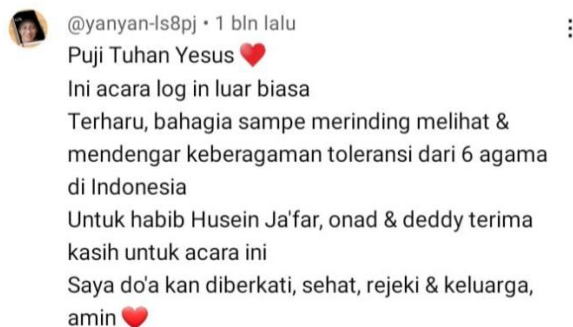 @yanyan-ls8pj • 1 bln lalu
Puji Tuhan Yesus ❤️
Ini acara log in luar biasa
Terharu, bahagia sampe merinding melihat &
mendengar keberagaman toleransi dari 6 agama
di Indonesia
Untuk habib Husein Ja'far, onad & deddy terima
kasih untuk acara ini
Saya do'a kan diberkati, sehat, rejeki & keluarga,
amin ❤️